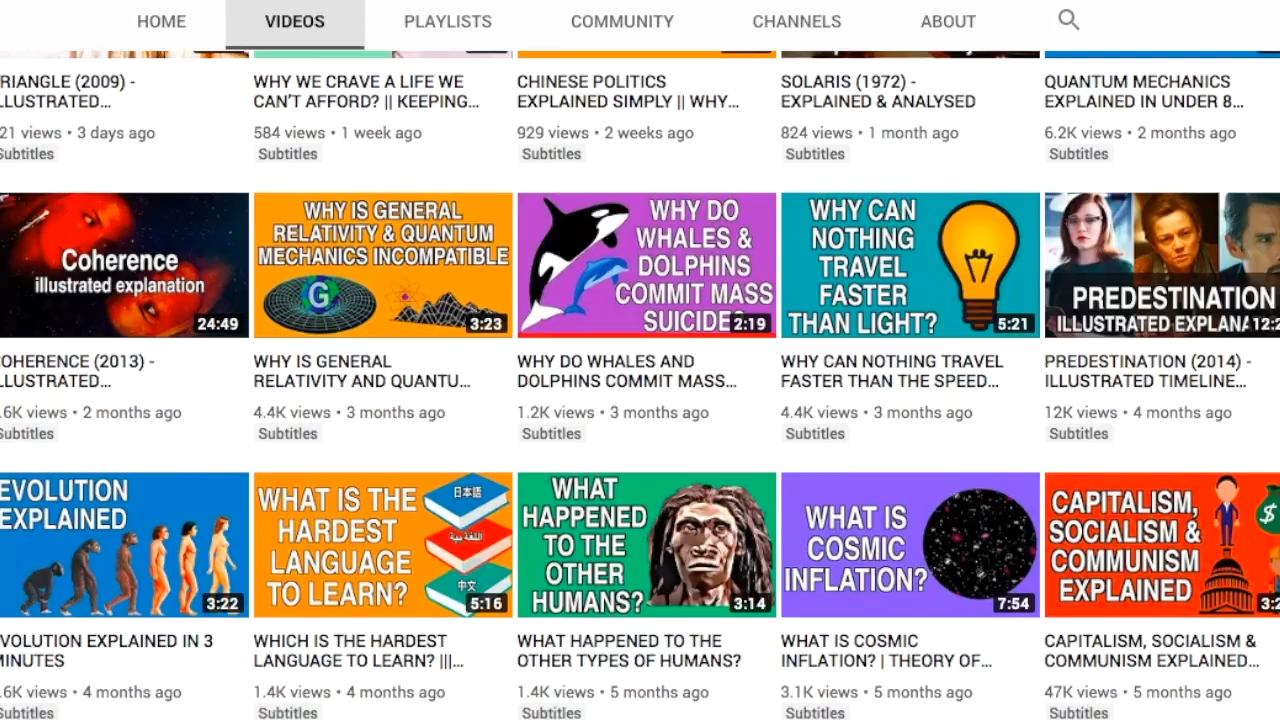 HOME VIDEOS PLAYLISTS COMMUNITY CHANNELS ABOUT
RIANGLE (2009) -
LLUSTRATED...
21 views • 3 days ago
Subtitles
WHY WE CRAVE A LIFE WE
CAN'T AFFORD? || KEEPING...
584 views • 1 week ago
Subtitles
CHINESE POLITICS
EXPLAINED SIMPLY || WHY...
929 views • 2 weeks ago
Subtitles
SOLARIS (1972) -
EXPLAINED & ANALYSED
824 views • 1 month ago
Subtitles
QUANTUM MECHANICS
EXPLAINED IN UNDER 8...
6.2K views • 2 months ago
Subtitles
Coherence
illustrated explanation
24:49
OHERENCE (2013) -
LLUSTRATED...
.6K views • 2 months ago
Subtitles
WHY IS GENERAL
RELATIVITY & QUANTUM
MECHANICS INCOMPATIBLE
G
3:23
WHY IS GENERAL
RELATIVITY AND QUANTU...
4.4K views • 3 months ago
Subtitles
WHY DO
WHALES &
DOLPHINS
COMMIT MASS
SUICIDE
2:19
WHY DO WHALES AND
DOLPHINS COMMIT MASS...
1.2K views • 3 months ago
Subtitles
WHY CAN
NOTHING
TRAVEL
FASTER
THAN LIGHT?
5:21
WHY CAN NOTHING TRAVEL
FASTER THAN THE SPEED...
4.4K views • 3 months ago
Subtitles
PREDESTINATION
ILLUSTRATED EXPLANA
12:2
PREDESTINATION (2014) -
ILLUSTRATED TIMELINE...
12K views • 4 months ago
Subtitles
EVOLUTION
EXPLAINED
3:22
VOLUTION EXPLAINED IN 3
MINUTES
.6K views • 4 months ago
Subtitles
WHAT IS THE
HARDEST
LANGUAGE
TO LEARN?
日本語
اللغة العربية
中文
5:16
WHICH IS THE HARDEST
LANGUAGE TO LEARN? |||...
1.4K views • 4 months ago
Subtitles
WHAT
HAPPENED
TO THE
OTHER
HUMANS?
3:14
WHAT HAPPENED TO THE
OTHER TYPES OF HUMANS?
1.4K views • 5 months ago
Subtitles
WHAT IS
COSMIC
INFLATION?
7:54
WHAT IS COSMIC
INFLATION? | THEORY OF...
3.1K views • 5 months ago
Subtitles
CAPITALISM,
SOCIALISM &
COMMUNISM
EXPLAINED
$
3:2
CAPITALISM, SOCIALISM &
COMMUNISM EXPLAINED...
47K views • 5 months ago
Subtitles